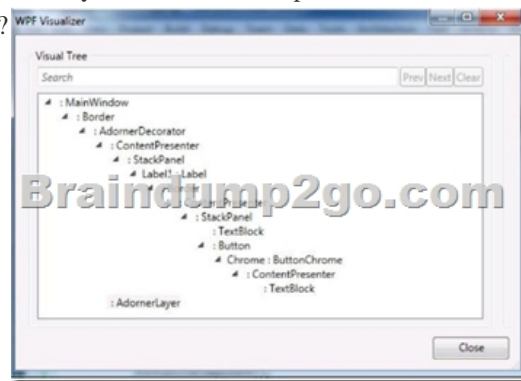 ?
WPF Visualizer
Visual Tree
Search
Prev Next Clear
: MainWindow
: Border
: AdornerDecorator
: ContentPresenter
: StackPanel
Label1 : Label
Braindump2go.com
: StackPanel
: TextBlock
: Button
Chrome : ButtonChrome
: ContentPresenter
: TextBlock
: AdornerLayer
Close